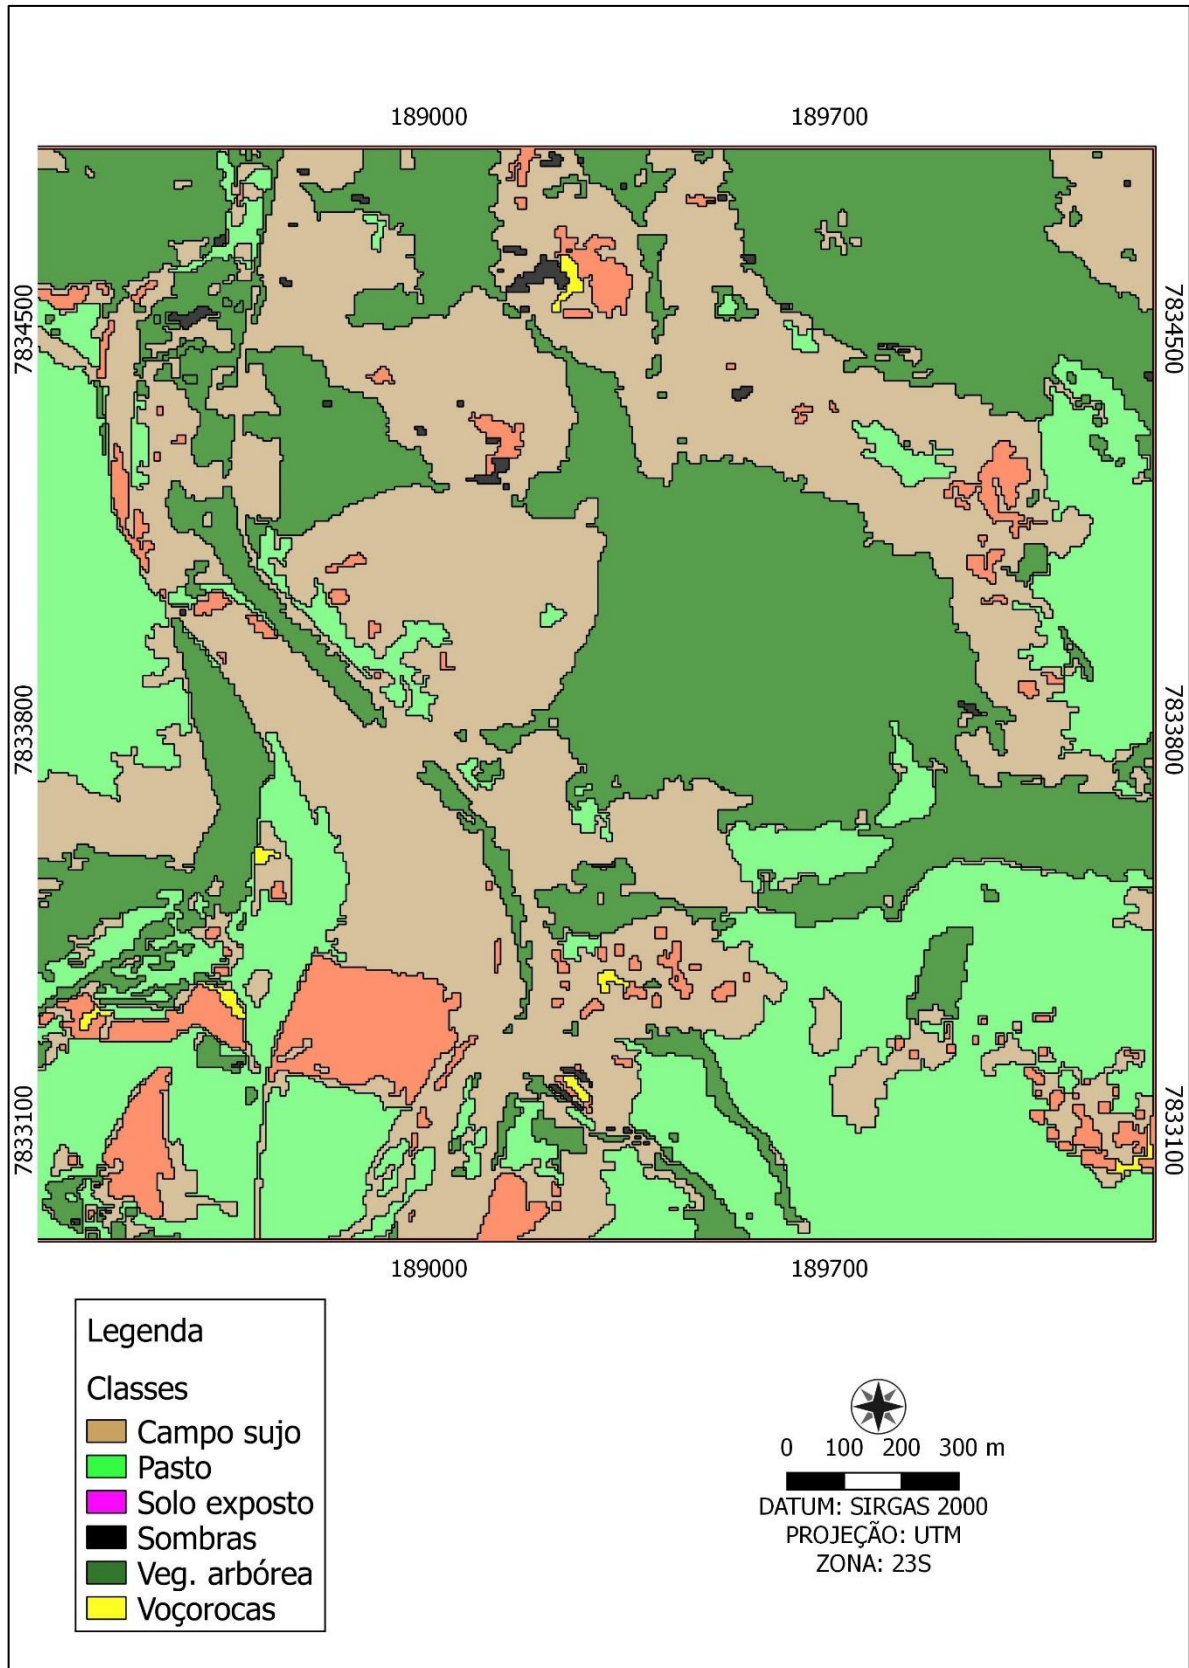 189000 189700
7834500 7834500
7833800 7833800
7833100 7833100
189000 189700
Legenda
Classes
Campo sujo
Pasto
Solo exposto
Sombras
Veg. arbórea
Voçorocas
0 100 200 300 m
DATUM: SIRGAS 2000
PROJEÇÃO: UTM
ZONA: 23S